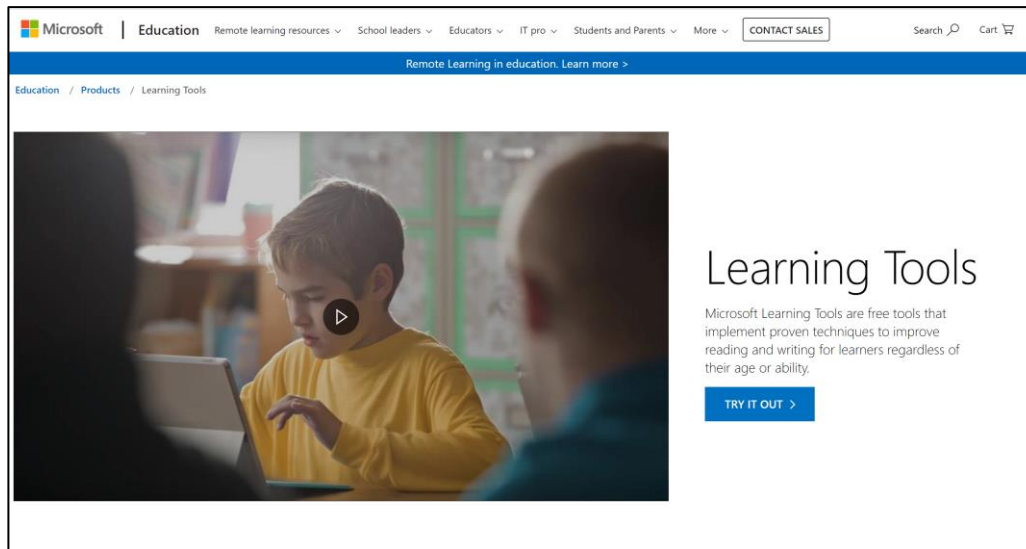 Microsoft | Education Remote learning resources School leaders Educators IT pro Students and Parents More CONTACT SALES Search Cart
Remote Learning in education. Learn more >
Education / Products / Learning Tools
Learning Tools
Microsoft Learning Tools are free tools that
implement proven techniques to improve
reading and writing for learners regardless of
their age or ability.
TRY IT OUT >